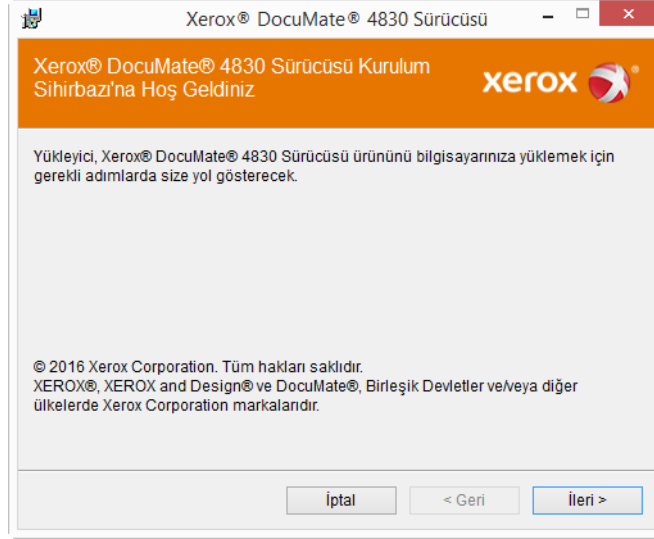 Xerox® DocuMate® 4830 Sürücüsü
Xerox® DocuMate® 4830 Sürücüsü Kurulum
Sihirbazı'na Hoş Geldiniz
xerox
Yükleyici, Xerox® DocuMate® 4830 Sürücüsü ürününü bilgisayarınıza yüklemek için
gerekli adımlarda size yol gösterecek.
© 2016 Xerox Corporation. Tüm hakları saklıdır.
XEROX®, XEROX and Design® ve DocuMate®, Birleşik Devletler ve/veya diğer
ülkelerde Xerox Corporation markalarıdır.
İptal
< Geri
İleri >